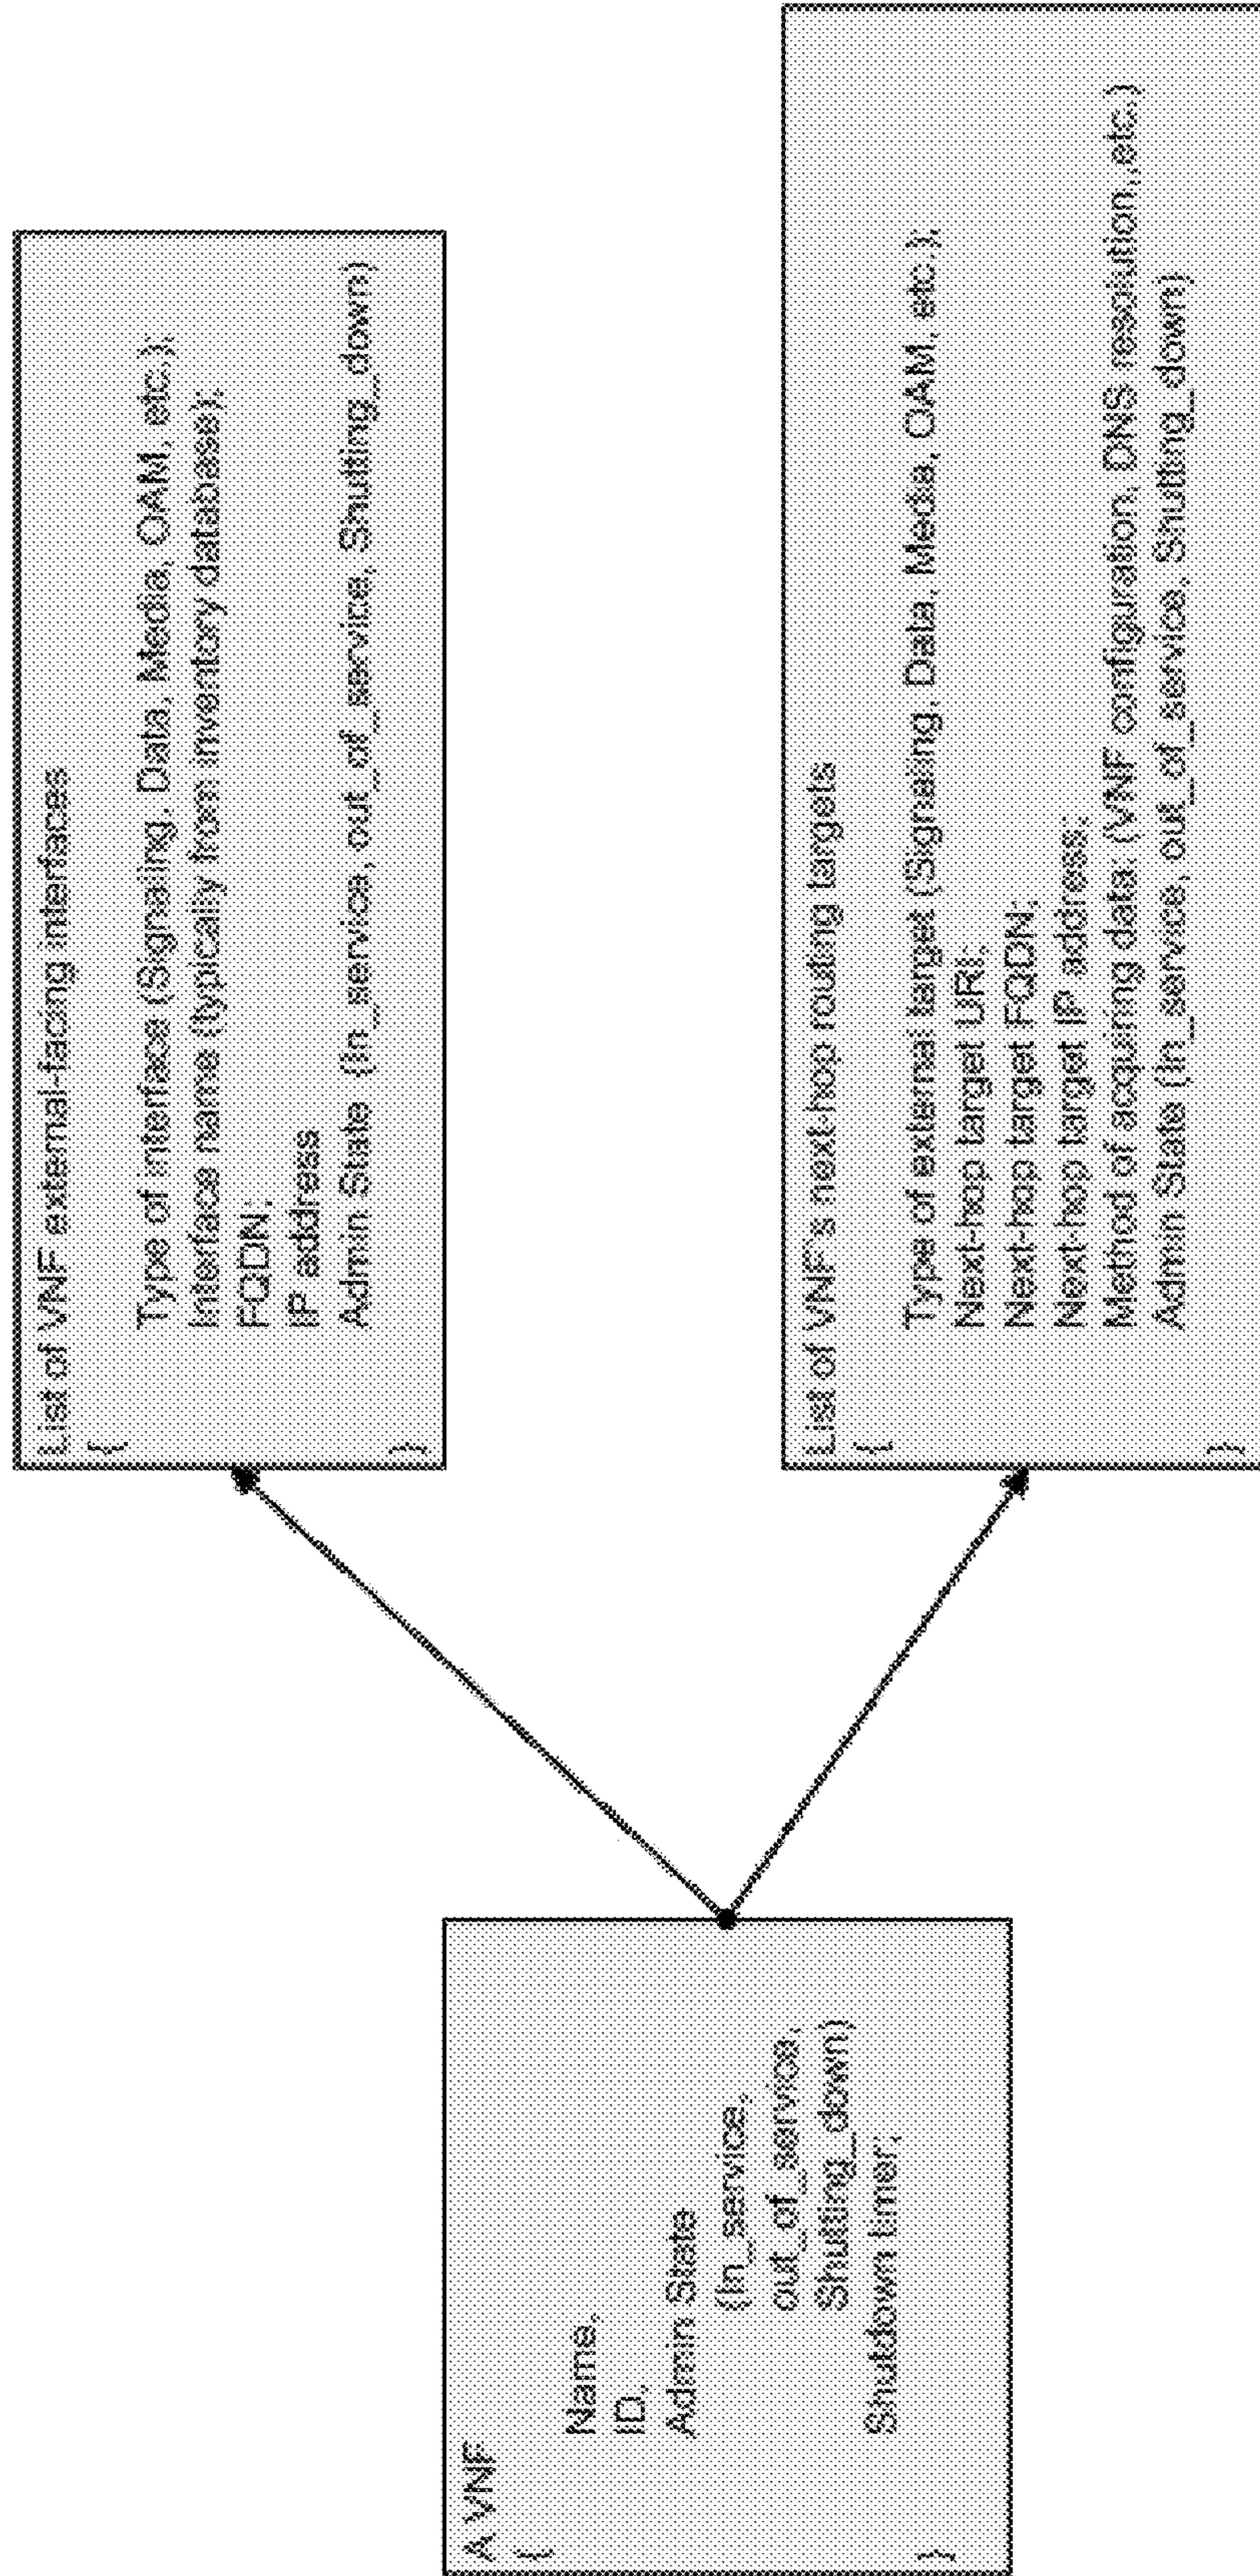 A VNF
{
Name,
ID,
Admin State
(In_service,
out_of_service,
Shutting_down)
Shutdown timer;
}
List of VNF external-facing interfaces
{
Type of interface (Signaling, Data, Media, OAM, etc.);
Interface name (typically from inventory database);
FQDN;
IP address
Admin State (In_service, out_of_service, Shutting_down)
}
List of VNF's next-hop routing targets
{
Type of external target (Signaling, Data, Media, OAM, etc.);
Next-hop target URI;
Next-hop target FQDN;
Next-hop target IP address;
Method of acquiring data: (VNF configuration, DNS resolution,,etc.)
Admin State (In_service, out_of_service, Shutting_down)
}